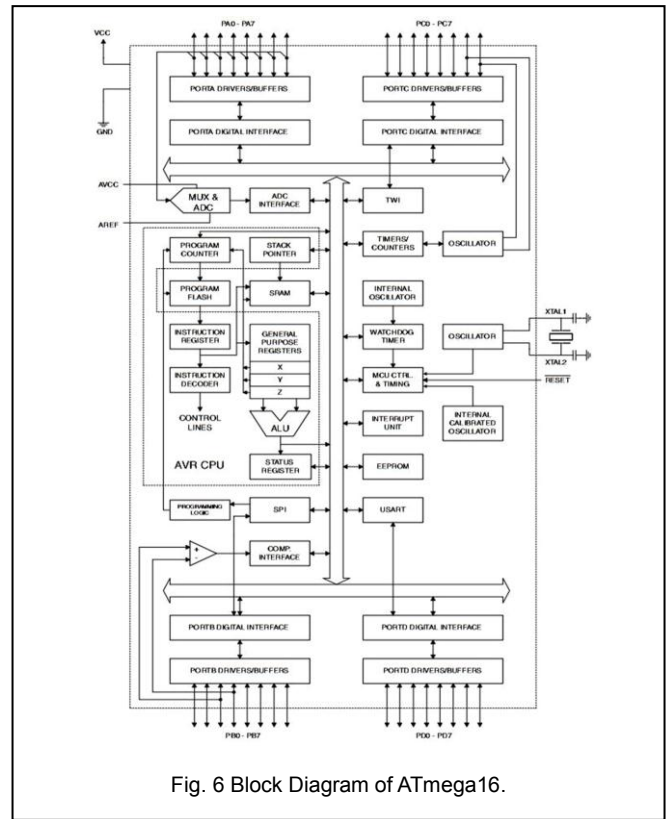 PA0 - PA7
PC0 - PC7
VCC
PORTA DRIVERS/BUFFERS
PORTC DRIVERS/BUFFERS
GND
PORTA DIGITAL INTERFACE
PORTC DIGITAL INTERFACE
AVCC
MUX &
ADC
ADC
INTERFACE
TWI
AREF
PROGRAM
COUNTER
STACK
POINTER
TIMERS/
COUNTERS
OSCILLATOR
PROGRAM
FLASH
SRAM
INTERNAL
OSCILLATOR
XTAL1
INSTRUCTION
REGISTER
GENERAL
PURPOSE
REGISTERS
WATCHDOG
TIMER
OSCILLATOR
XTAL2
X
INSTRUCTION
DECODER
Y
MCU CTRL.
& TIMING
RESET
Z
CONTROL
LINES
ALU
INTERRUPT
UNIT
INTERNAL
CALIBRATED
OSCILLATOR
AVR CPU
STATUS
REGISTER
EEPROM
PROGRAMMING
LOGIC
SPI
USART
+
-
COMP.
INTERFACE
PORTB DIGITAL INTERFACE
PORTD DIGITAL INTERFACE
PORTB DRIVERS/BUFFERS
PORTD DRIVERS/BUFFERS
PB0 - PB7
PD0 - PD7
Fig. 6 Block Diagram of ATmega16.